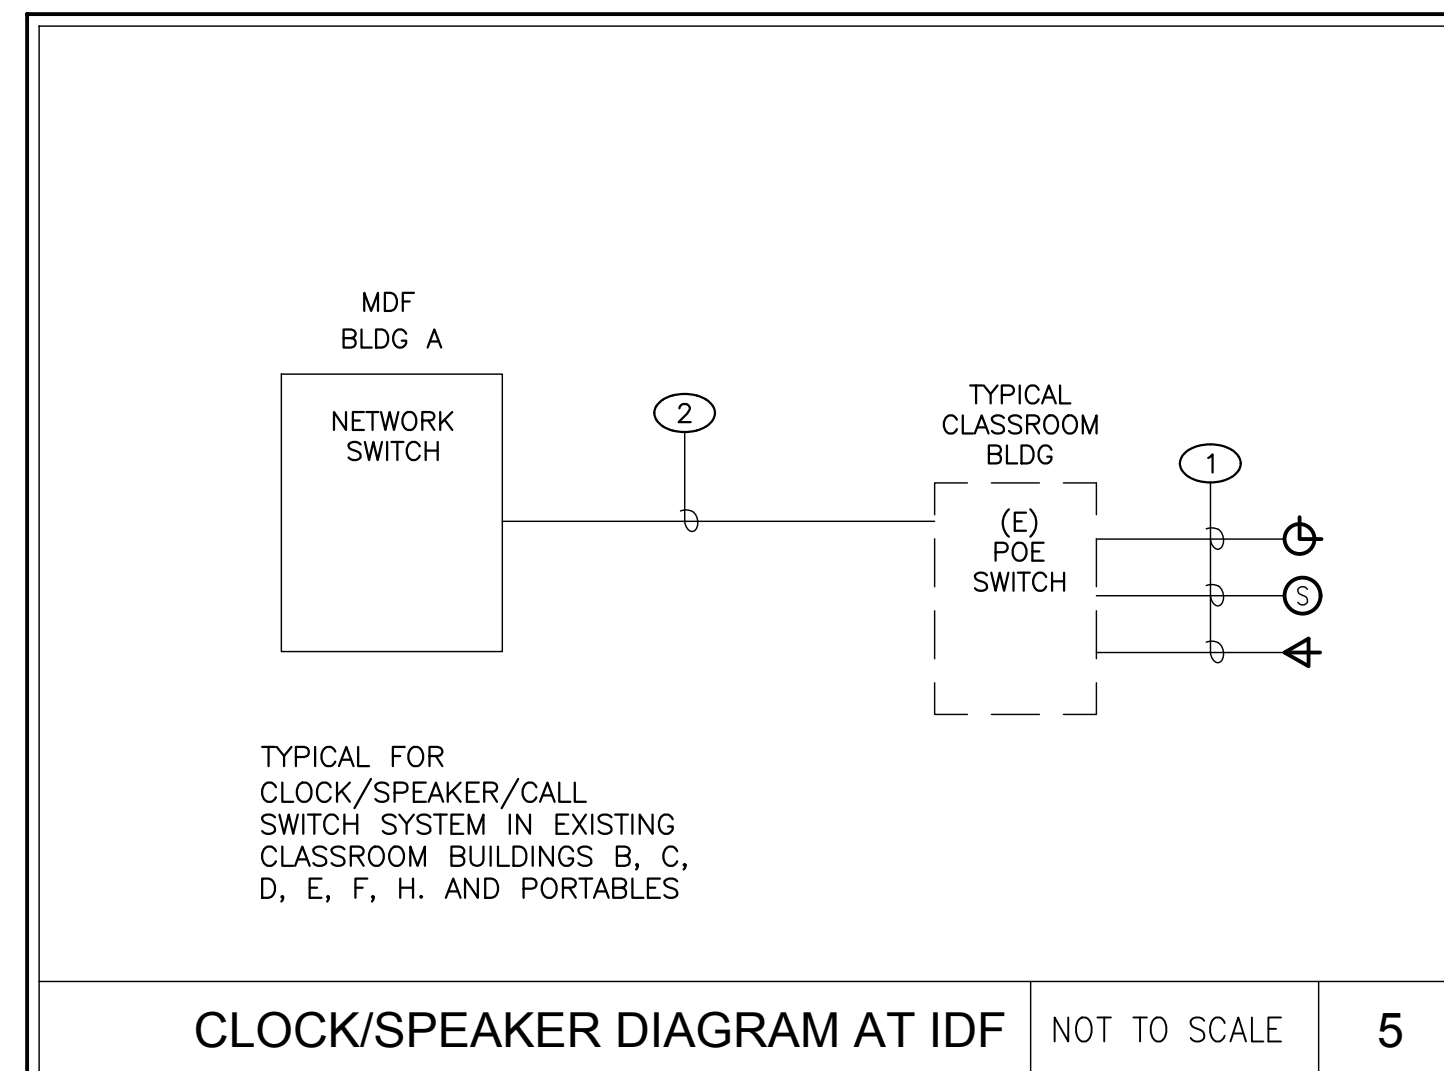 MDF
BLDG A
NETWORK
SWITCH
2
TYPICAL
CLASSROOM
BLDG
1
(E)
POE
SWITCH
S
TYPICAL FOR
CLOCK/SPEAKER/CALL
SWITCH SYSTEM IN EXISTING
CLASSROOM BUILDINGS B, C,
D, E, F, H. AND PORTABLES
CLOCK/SPEAKER DIAGRAM AT IDF
NOT TO SCALE
5